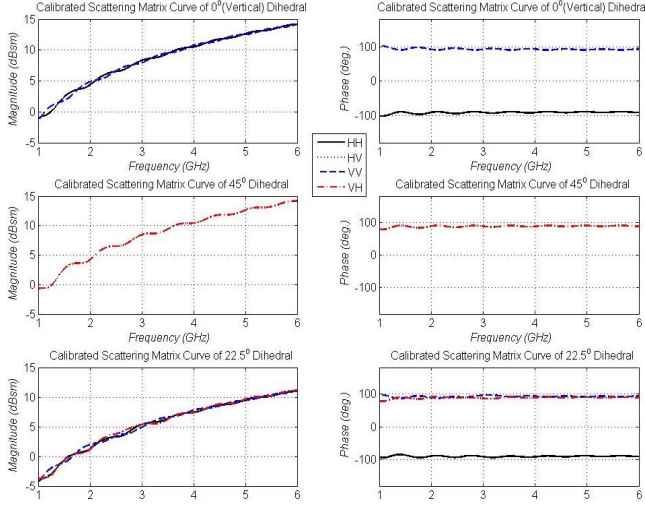 Calibrated Scattering Matrix Curve of 0⁰(Vertical) Dihedral
Magnitude (dBsm)
15
10
5
0
-5
1 2 3 4 5 6
Frequency (GHz)
Calibrated Scattering Matrix Curve of 0⁰(Vertical) Dihedral
Phase (deg.)
100
0
-100
1 2 3 4 5 6
Frequency (GHz)
HH
HV
VV
VH
Calibrated Scattering Matrix Curve of 45⁰ Dihedral
Magnitude (dBsm)
15
10
5
0
-5
1 2 3 4 5 6
Frequency (GHz)
Calibrated Scattering Matrix Curve of 45⁰ Dihedral
Phase (deg.)
100
0
-100
1 2 3 4 5 6
Frequency (GHz)
Calibrated Scattering Matrix Curve of 22.5⁰ Dihedral
Magnitude (dBsm)
15
10
5
0
-5
1 2 3 4 5 6
Calibrated Scattering Matrix Curve of 22.5⁰ Dihedral
Phase (deg.)
100
0
-100
1 2 3 4 5 6